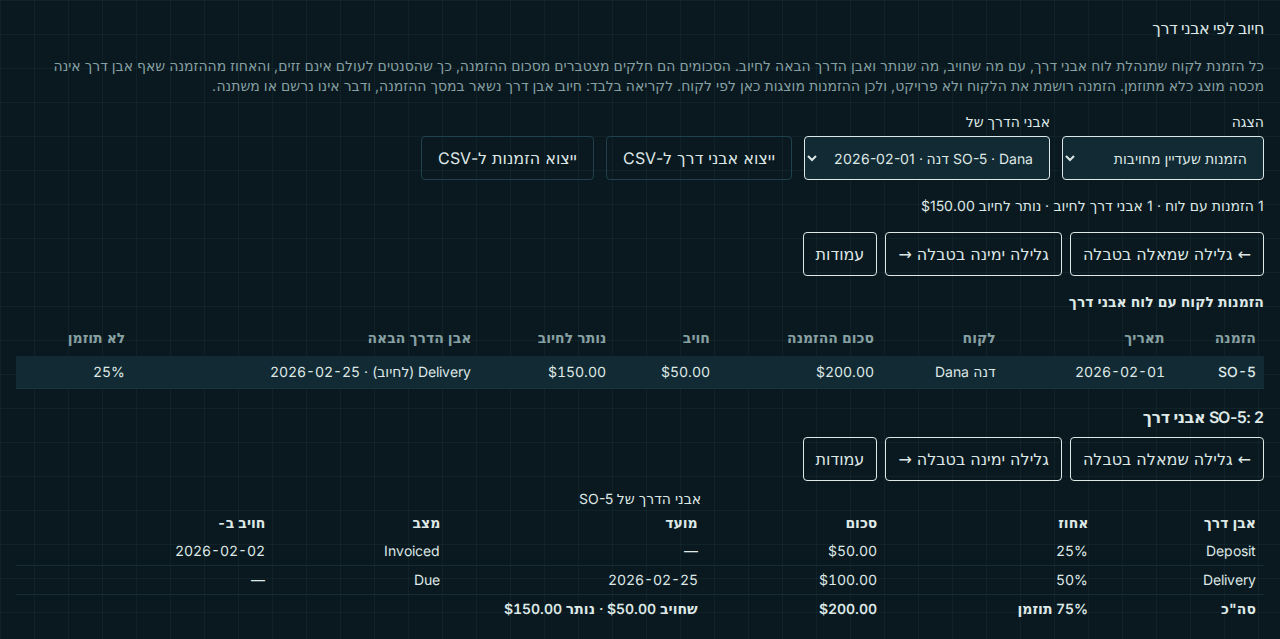 חיוב לפי אבני דרך
כל הזמנת לקוח שמנהלת לוח אבני דרך, עם מה שחויב, מה שנותר ואבן הדרך הבאה לחיוב. הסכומים הם חלקים מצטברים מסכום ההזמנה, כך שהסנטים לעולם אינם זזים, והאחוז מההזמנה שאף אבן דרך אינה
מכסה מוצג כלא מתוזמן. הזמנה רושמת את הלקוח ולא פרויקט, ולכן ההזמנות מוצגות כאן לפי לקוח. לקריאה בלבד: חיוב אבן דרך נשאר במסך ההזמנה, ודבר אינו נרשם או משתנה.
הצגה אבני הדרך של
הזמנות שעדיין מחויבות SO-5 · Dana דנה · 2026-02-01 ייצוא אבני דרך ל-CSV ייצוא הזמנות ל-CSV
1 הזמנות עם לוח · 1 אבני דרך לחיוב · נותר לחיוב $150.00
← גלילה שמאלה בטבלה גלילה ימינה בטבלה → עמודות
הזמנות לקוח עם לוח אבני דרך
הזמנה תאריך לקוח סכום ההזמנה חויב נותר לחיוב אבן הדרך הבאה לא תוזמן
SO-5 2026-02-01 Dana דנה $200.00 $50.00 $150.00 Delivery (לחיוב) · 2026-02-25 25%
SO-5: 2 אבני דרך
← גלילה שמאלה בטבלה גלילה ימינה בטבלה → עמודות
אבני הדרך של SO-5
אבן דרך אחוז סכום מועד מצב חויב ב-
Deposit 25% $50.00 — Invoiced 2026-02-02
Delivery 50% $100.00 2026-02-25 Due —
סה"כ 75% תוזמן $200.00 שחויב $50.00 · נותר $150.00